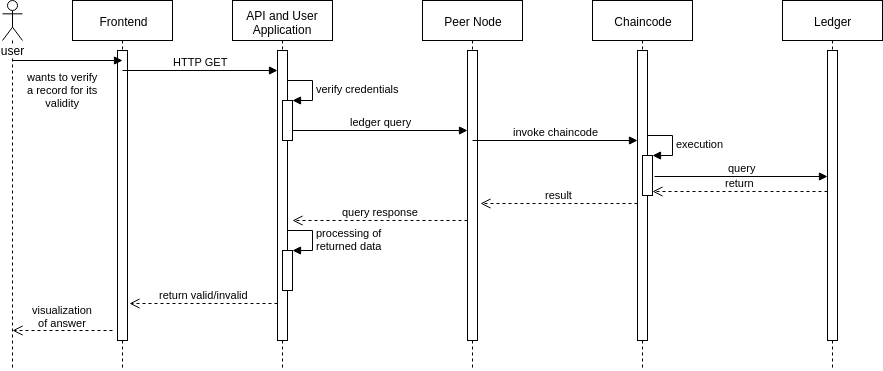 Frontend
API and User
Application
Peer Node
Chaincode
Ledger
user
wants to verify
a record for its
validity
HTTP GET
verify credentials
ledger query
invoke chaincode
execution
query
return
result
query response
processing of
returned data
return valid/invalid
visualization
of answer